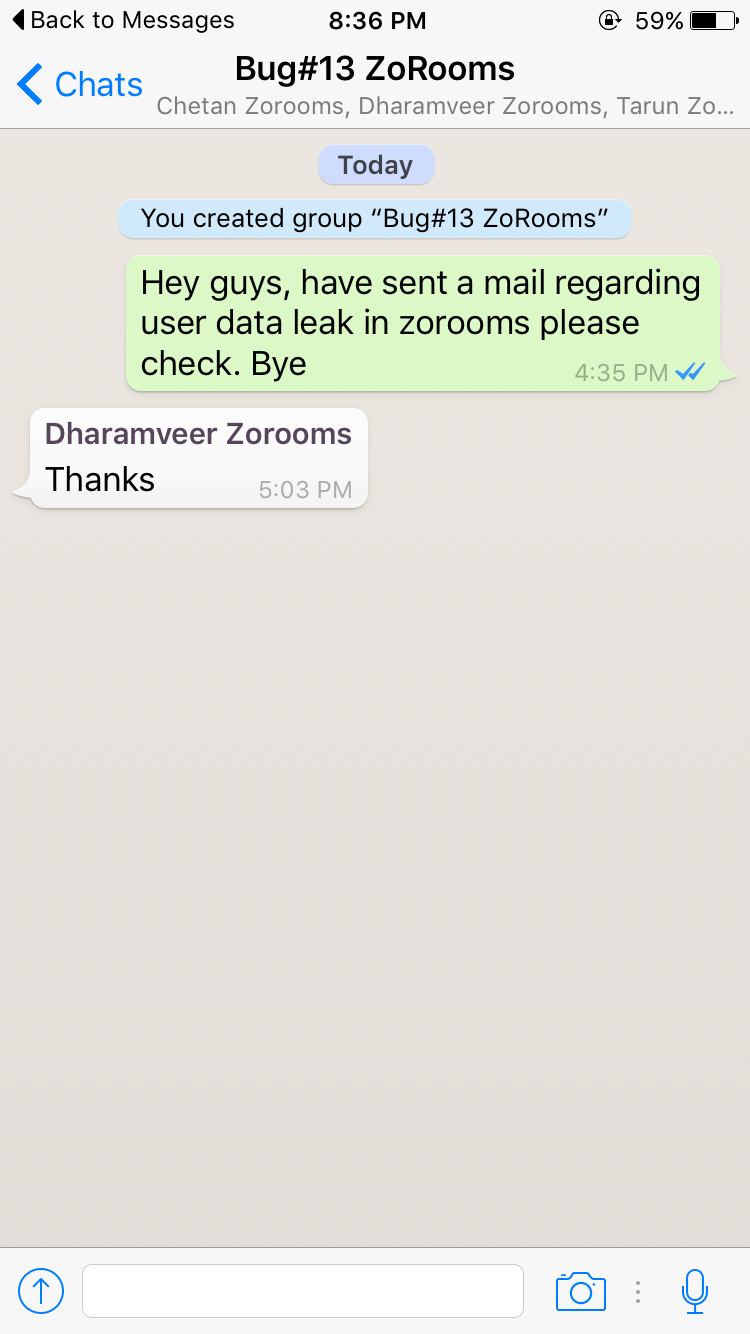 Back to Messages 8:36 PM 59%
Chats Bug#13 ZoRooms
Chetan Zorooms, Dharamveer Zorooms, Tarun Zo...
Today
You created group “Bug#13 ZoRooms”
Hey guys, have sent a mail regarding
user data leak in zorooms please
check. Bye
4:35 PM
Dharamveer Zorooms
Thanks
5:03 PM